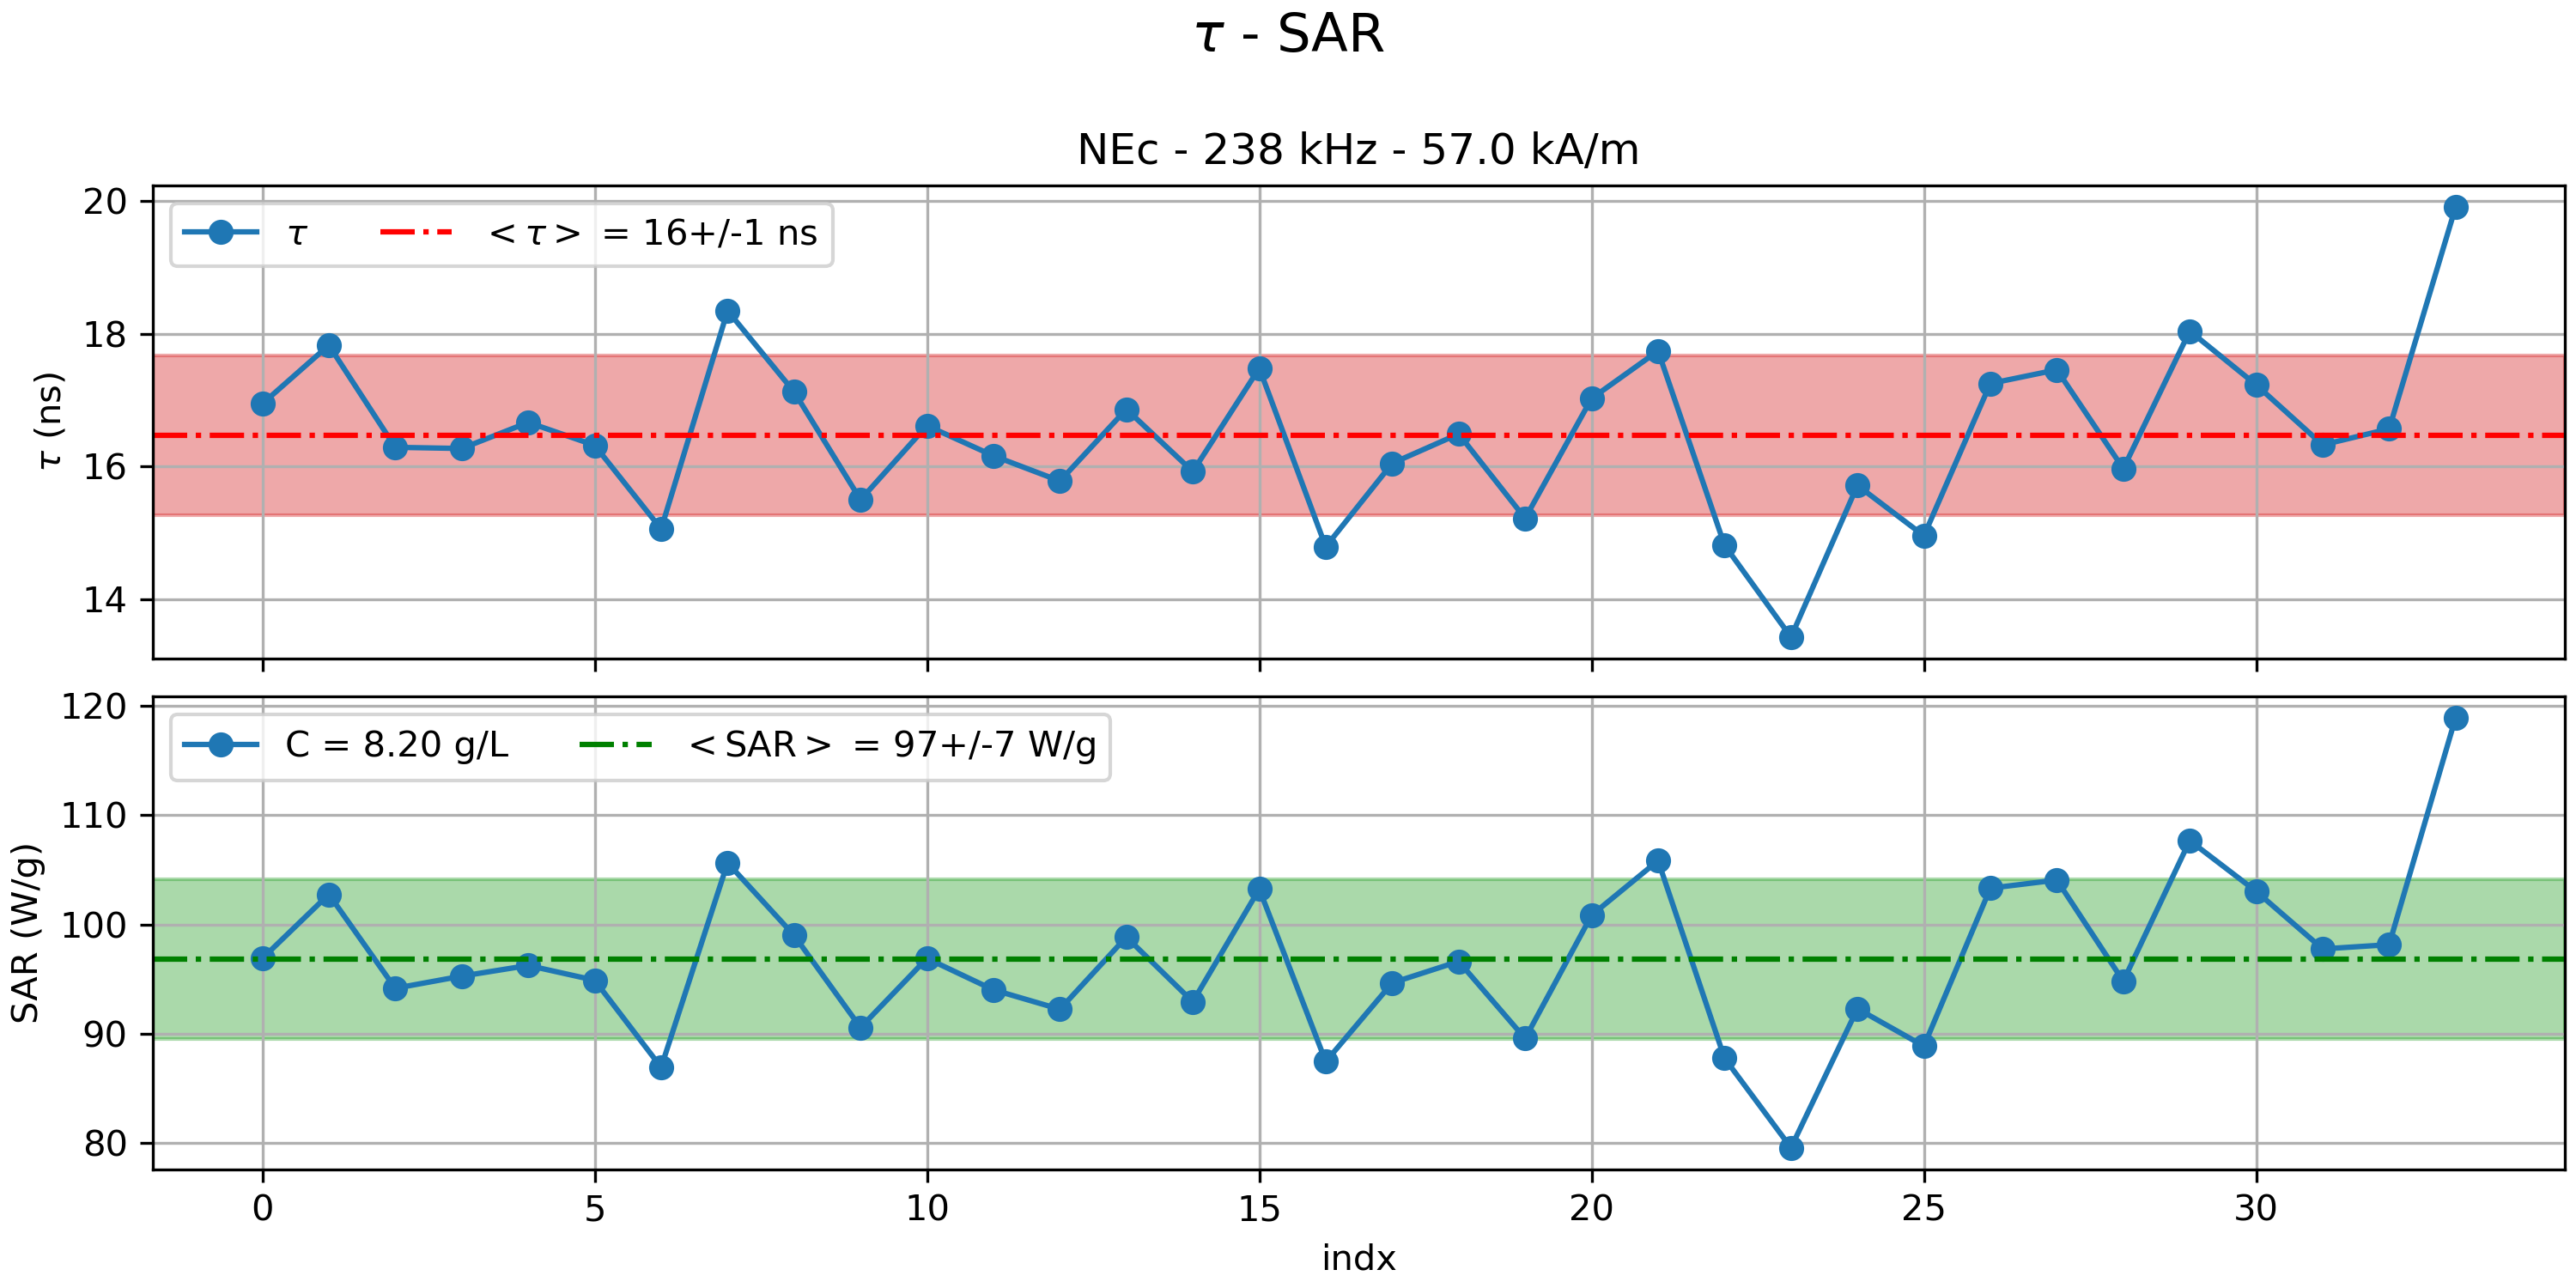 τ - SAR
NEc - 238 kHz - 57.0 kA/m
20
18
16
14
τ (ns)
τ
<τ> = 16+/-1 ns
120
110
100
90
80
SAR (W/g)
C = 8.20 g/L
<SAR> = 97+/-7 W/g
0 5 10 15 20 25 30
indx